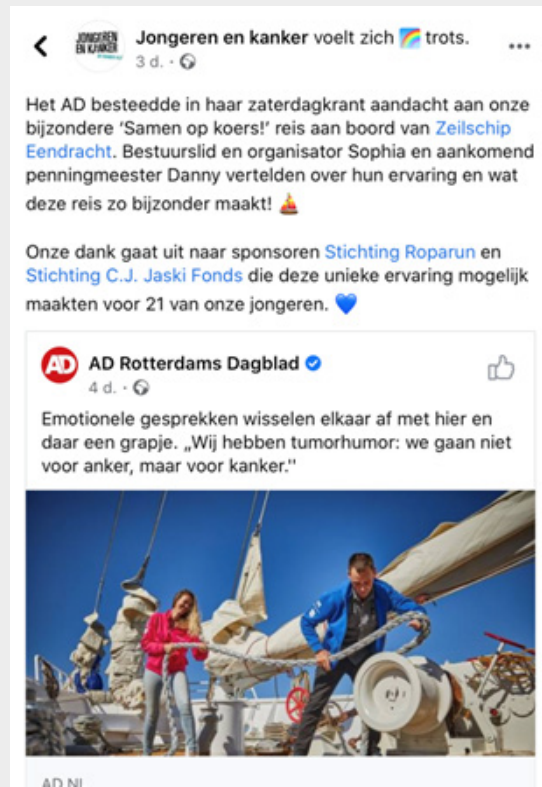 JONGEREN EN KANKER
Jongeren en kanker voelt zich 🌈 trots.
3 d. ·
Het AD besteedde in haar zaterdagkrant aandacht aan onze
bijzondere ‘Samen op koers!’ reis aan boord van Zeilschip
Eendracht. Bestuurslid en organisator Sophia en aankomend
penningmeester Danny vertelden over hun ervaring en wat
deze reis zo bijzonder maakt! ⛵
Onze dank gaat uit naar sponsoren Stichting Roparun en
Stichting C.J. Jaski Fonds die deze unieke ervaring mogelijk
maakten voor 21 van onze jongeren. 💙
AD
AD Rotterdams Dagblad
4 d. ·
Emotionele gesprekken wisselen elkaar af met hier en
daar een grapje. „Wij hebben tumorhumor: we gaan niet
voor anker, maar voor kanker.''
AD.NL